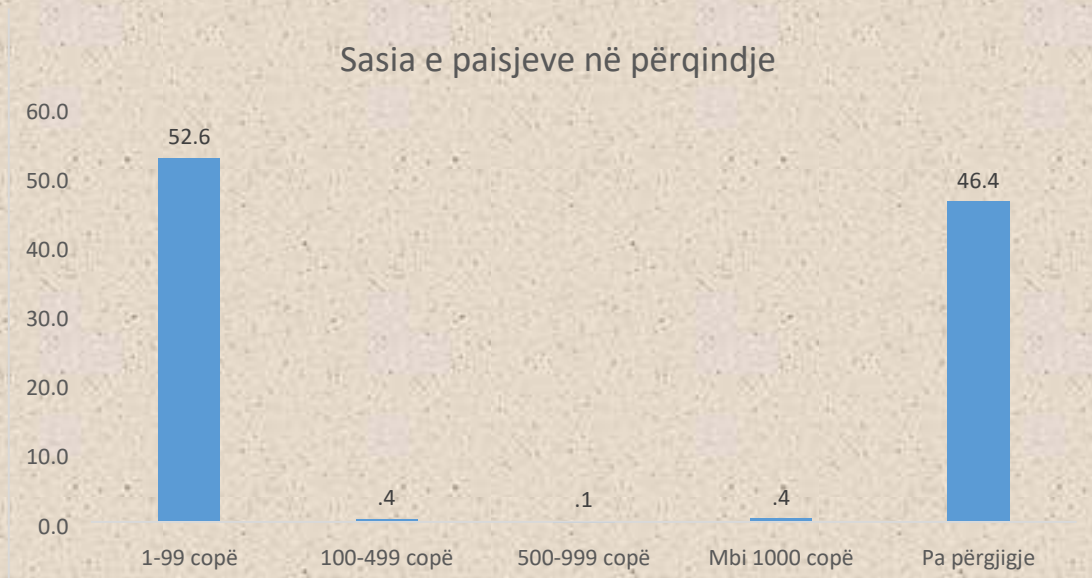 Sasia e paisjeve në përqindje
60.0
50.0
40.0
30.0
20.0
10.0
0.0
52.6
.4
.1
.4
46.4
1-99 copë
100-499 copë
500-999 copë
Mbi 1000 copë
Pa përgjigje